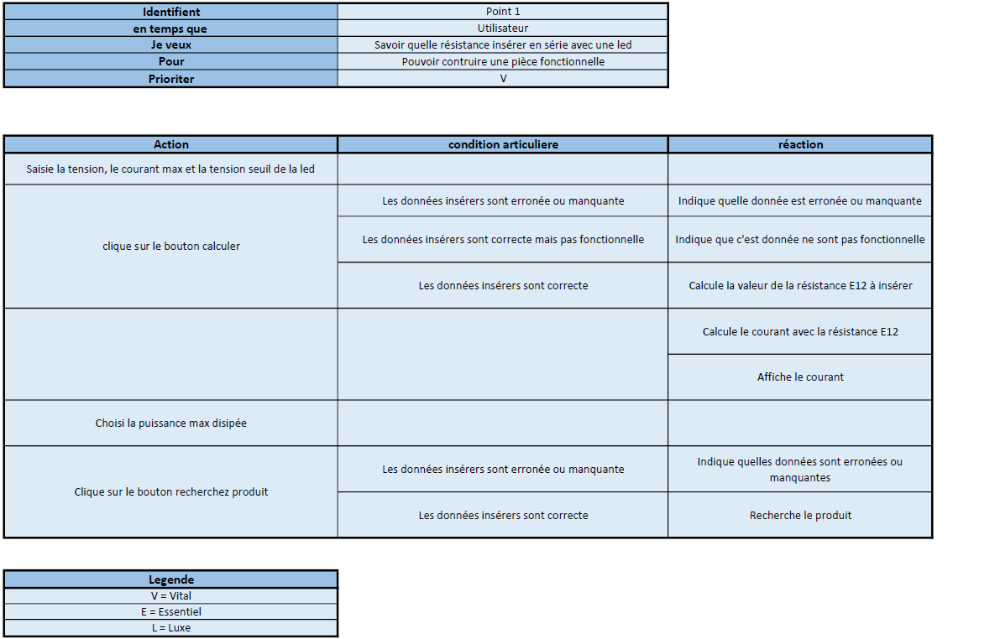 Identifient Point 1
en temps que Utilisateur
Je veux Savoir quelle résistance insérer en série avec une led
Pour Pouvoir contruire une pièce fonctionnelle
Prioriter V
Action condition articuliere réaction
Saisie la tension, le courant max et la tension seuil de la led
clique sur le bouton calculer
Les données insérers sont erronée ou manquante Indique quelle donnée est erronée ou manquante
Les données insérers sont correcte mais pas fonctionnelle Indique que c'est donnée ne sont pas fonctionnelle
Les données insérers sont correcte Calcule la valeur de la résistance E12 à insérer
Calcule le courant avec la résistance E12
Affiche le courant
Choisi la puissance max disipée
Clique sur le bouton recherchez produit
Les données insérers sont erronée ou manquante Indique quelles données sont erronées ou
manquantes
Les données insérers sont correcte Recherche le produit
Legende
V = Vital
E = Essentiel
L = Luxe